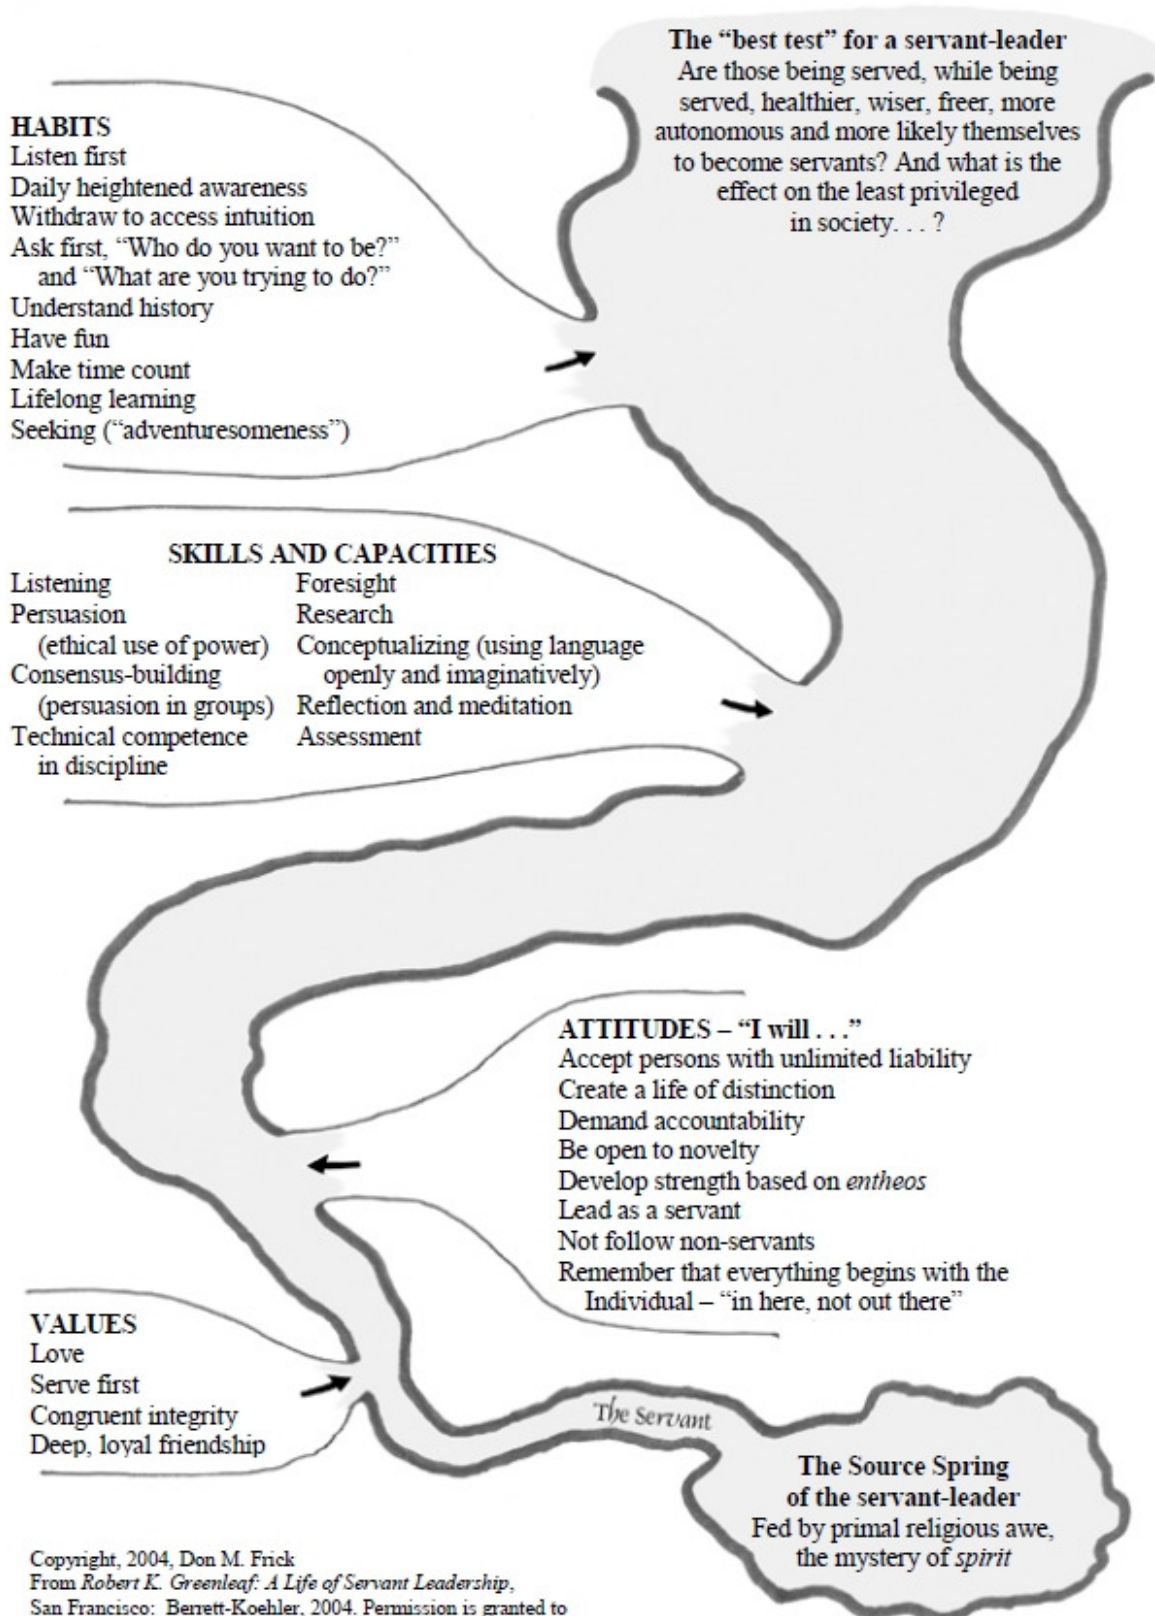 The “best test” for a servant-leader
Are those being served, while being
served, healthier, wiser, freer, more
autonomous and more likely themselves
to become servants? And what is the
effect on the least privileged
in society. . . ?
HABITS
Listen first
Daily heightened awareness
Withdraw to access intuition
Ask first, “Who do you want to be?”
and “What are you trying to do?”
Understand history
Have fun
Make time count
Lifelong learning
Seeking (“adventuresomeness”)
SKILLS AND CAPACITIES
Listening
Persuasion
(ethical use of power)
Consensus-building
(persuasion in groups)
Technical competence
in discipline
Foresight
Research
Conceptualizing (using language
openly and imaginatively)
Reflection and meditation
Assessment
ATTITUDES – “I will . . .”
Accept persons with unlimited liability
Create a life of distinction
Demand accountability
Be open to novelty
Develop strength based on entheos
Lead as a servant
Not follow non-servants
Remember that everything begins with the
Individual – “in here, not out there”
VALUES
Love
Serve first
Congruent integrity
Deep, loyal friendship
The Servant
The Source Spring
of the servant-leader
Fed by primal religious awe,
the mystery of spirit
Copyright, 2004, Don M. Frick
From Robert K. Greenleaf: A Life of Servant Leadership,
San Francisco: Berrett-Koehler, 2004. Permission is granted to